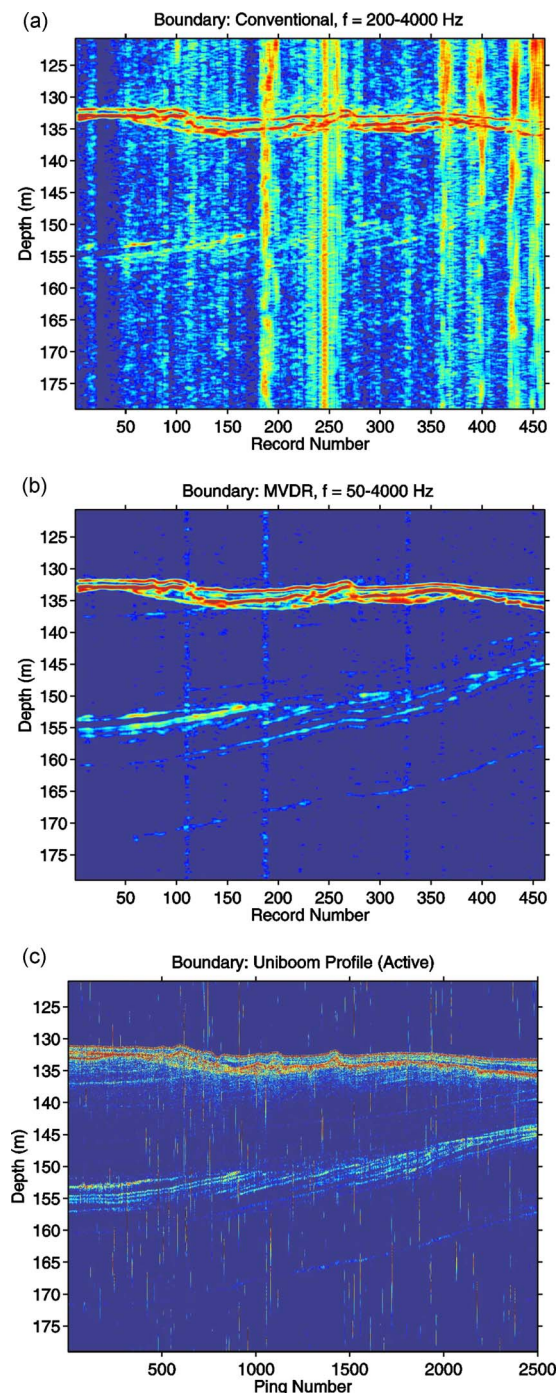 (a)
Boundary: Conventional, f = 200-4000 Hz
125
130
135
140
145
150
155
160
165
170
175
Depth (m)
50 100 150 200 250 300 350 400 450
Record Number
(b)
Boundary: MVDR, f = 50-4000 Hz
125
130
135
140
145
150
155
160
165
170
175
Depth (m)
50 100 150 200 250 300 350 400 450
Record Number
(c)
Boundary: Uniboom Profile (Active)
125
130
135
140
145
150
155
160
165
170
175
Depth (m)
500 1000 1500 2000 2500
Ping Number